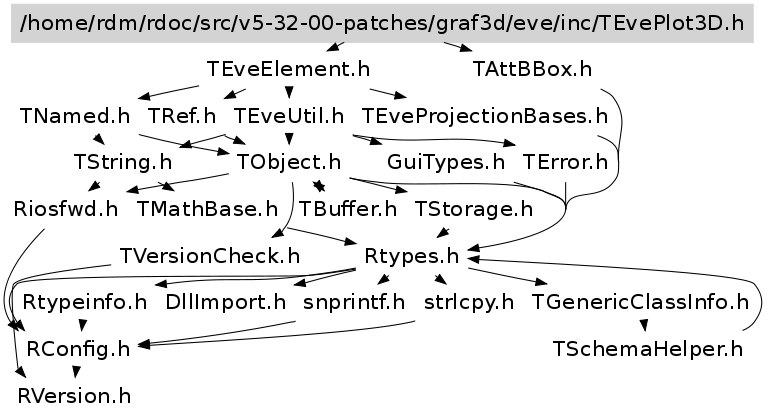 /home/rdm/rdoc/src/v5-32-00-patches/graf3d/eve/inc/TEvePlot3D.h
TEveElement.h TAttBBox.h
TNamed.h TRef.h TEveUtil.h TEveProjectionBases.h
TString.h TObject.h GuiTypes.h TError.h
Riosfwd.h TMathBase.h TBuffer.h TStorage.h
TVersionCheck.h Rtypes.h
Rtypeinfo.h DllImport.h snprintf.h strlcpy.h TGenericClassInfo.h
RConfig.h TSchemaHelper.h
RVersion.h